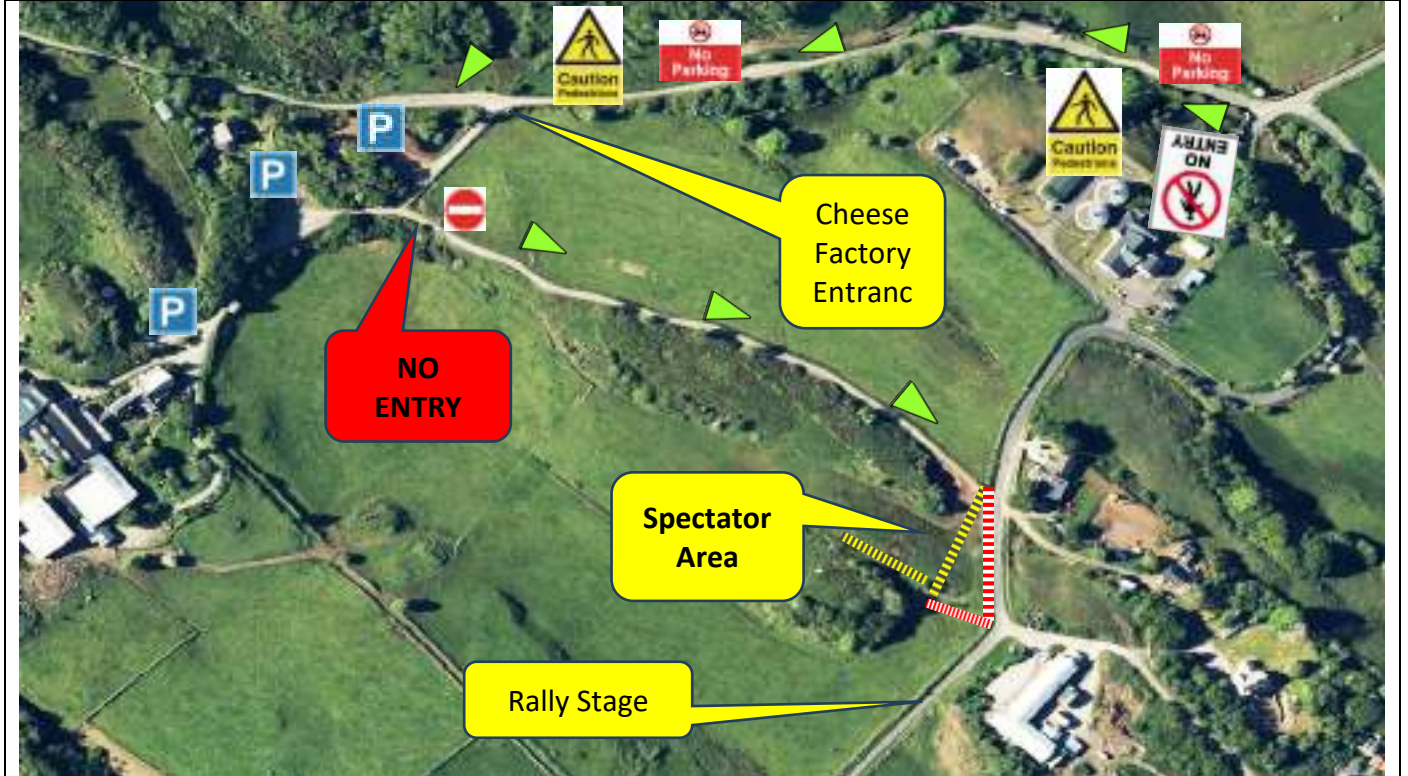 Caution
Pedestrians
No
Parking
No
Parking
P
Caution
Pedestrians
NO
ENTRY
P
Cheese
Factory
Entranc
P
NO
ENTRY
Spectator
Area
Rally Stage